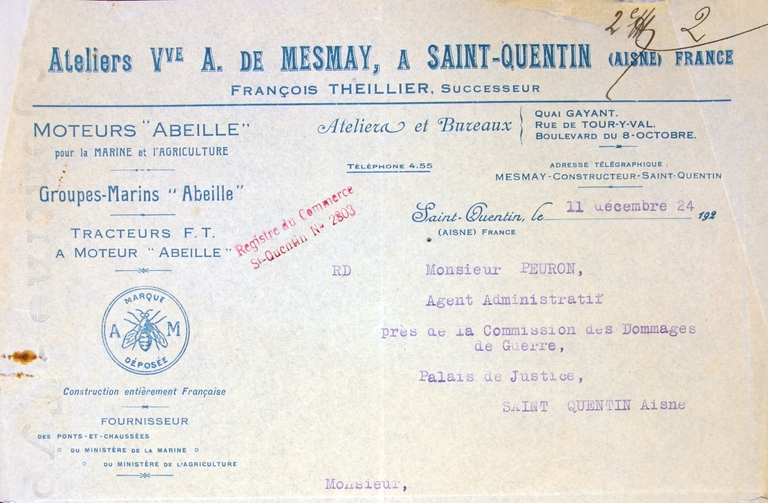 2 2
Ateliers Vve A. DE MESMAY, A SAINT-QUENTIN (AISNE) FRANCE
FRANÇOIS THEILLIER, SUCCESSEUR
MOTEURS "ABEILLE"
pour la MARINE et l'AGRICULTURE
Groupes-Marins "Abeille"
TRACTEURS F.T.
A MOTEUR "ABEILLE"
MARQUE
A M
DÉPOSÉE
Construction entièrement Française
FOURNISSEUR
DES PONTS-ET-CHAUSSÉES
DU MINISTÈRE DE LA MARINE
DU MINISTÈRE DE L'AGRICULTURE
Ateliers et Bureaux
QUAI GAYANT.
RUE DE TOUR-Y-VAL.
BOULEVARD DU 8-OCTOBRE.
TÉLÉPHONE 4.55
ADRESSE TÉLÉGRAPHIQUE :
MESMAY-CONSTRUCTEUR-SAINT-QUENTIN
Registre du Commerce
St-Quentin No 2803
Saint-Quentin, le 11 décembre 24 192
(AISNE) FRANCE
RD Monsieur PEURON,
Agent Administratif
près de la Commission des Dommages
de Guerre,
Palais de Justice,
SAINT QUENTIN Aisne
Monsieur,